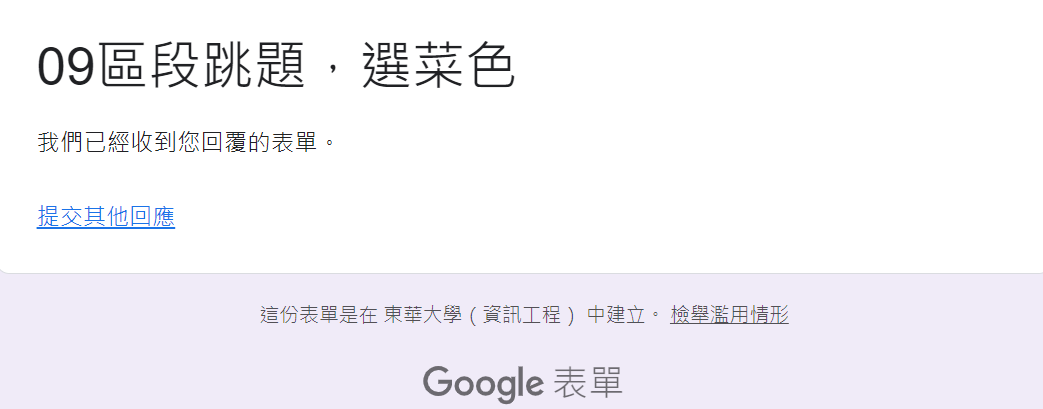 09區段跳題，選菜色
我們已經收到您回覆的表單。
提交其他回應
這份表單是在 東華大學（資訊工程） 中建立。 檢舉濫用情形
Google 表單